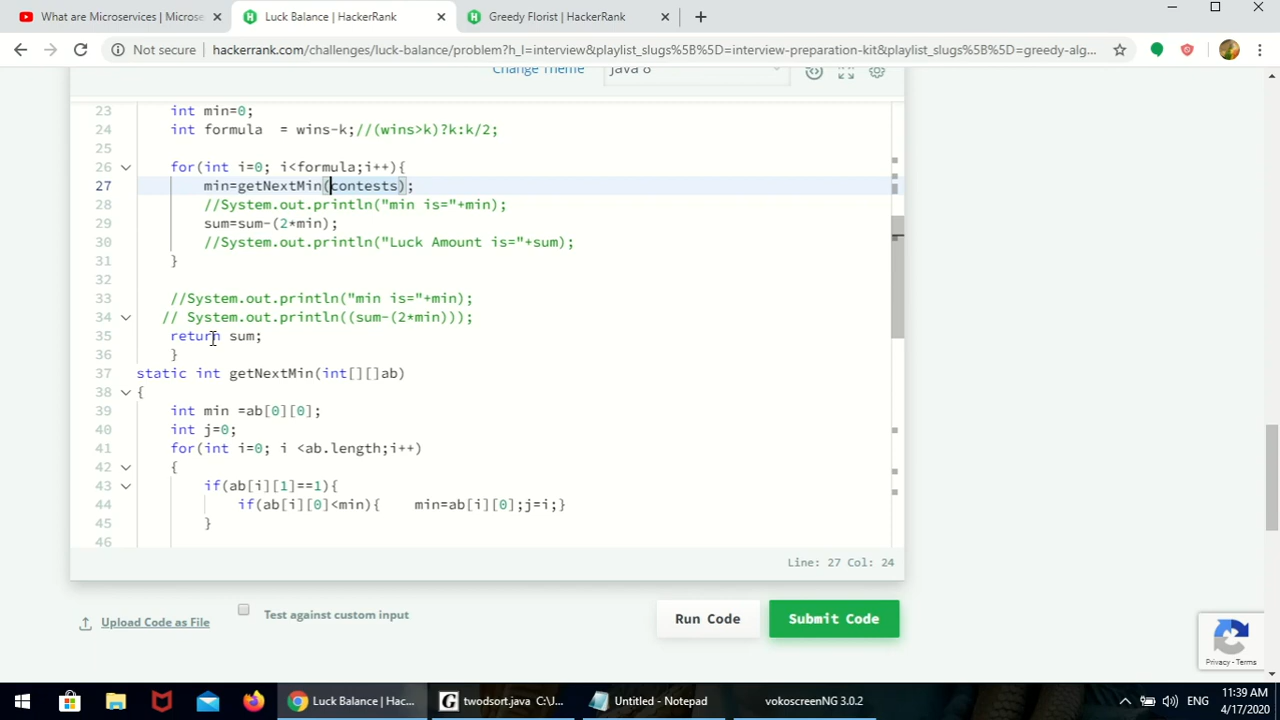 What are Microservices | Microse
Luck Balance | HackerRank
Greedy Florist | HackerRank
Not secure
hackerrank.com/challenges/luck-balance/problem?h_l=interview&playlist_slugs%5B%5D=interview-preparation-kit&playlist_slugs%5B%5D=greedy-alg...
Change Theme
Java 8
23 int min=0;
24 int formula = wins-k;//(wins>k)?k:k/2;
25
26 for(int i=0; i<formula;i++){
27 min=getNextMin(contests);
28 //System.out.println("min is="+min);
29 sum=sum-(2*min);
30 //System.out.println("Luck Amount is="+sum);
31 }
32
33 //System.out.println("min is="+min);
34 // System.out.println((sum-(2*min)));
35 return sum;
36 }
37 static int getNextMin(int[][]ab)
38 {
39 int min =ab[0][0];
40 int j=0;
41 for(int i=0; i <ab.length;i++)
42 {
43 if(ab[i][1]==1){
44 if(ab[i][0]<min){ min=ab[i][0];j=i;}
45 }
46
Line: 27 Col: 24
Upload Code as File
Test against custom input
Run Code
Submit Code
Privacy - Terms
Luck Balance | Hac...
twodsort.java C:\J...
Untitled - Notepad
vokoscreenNG 3.0.2
ENG
11:39 AM
4/17/2020